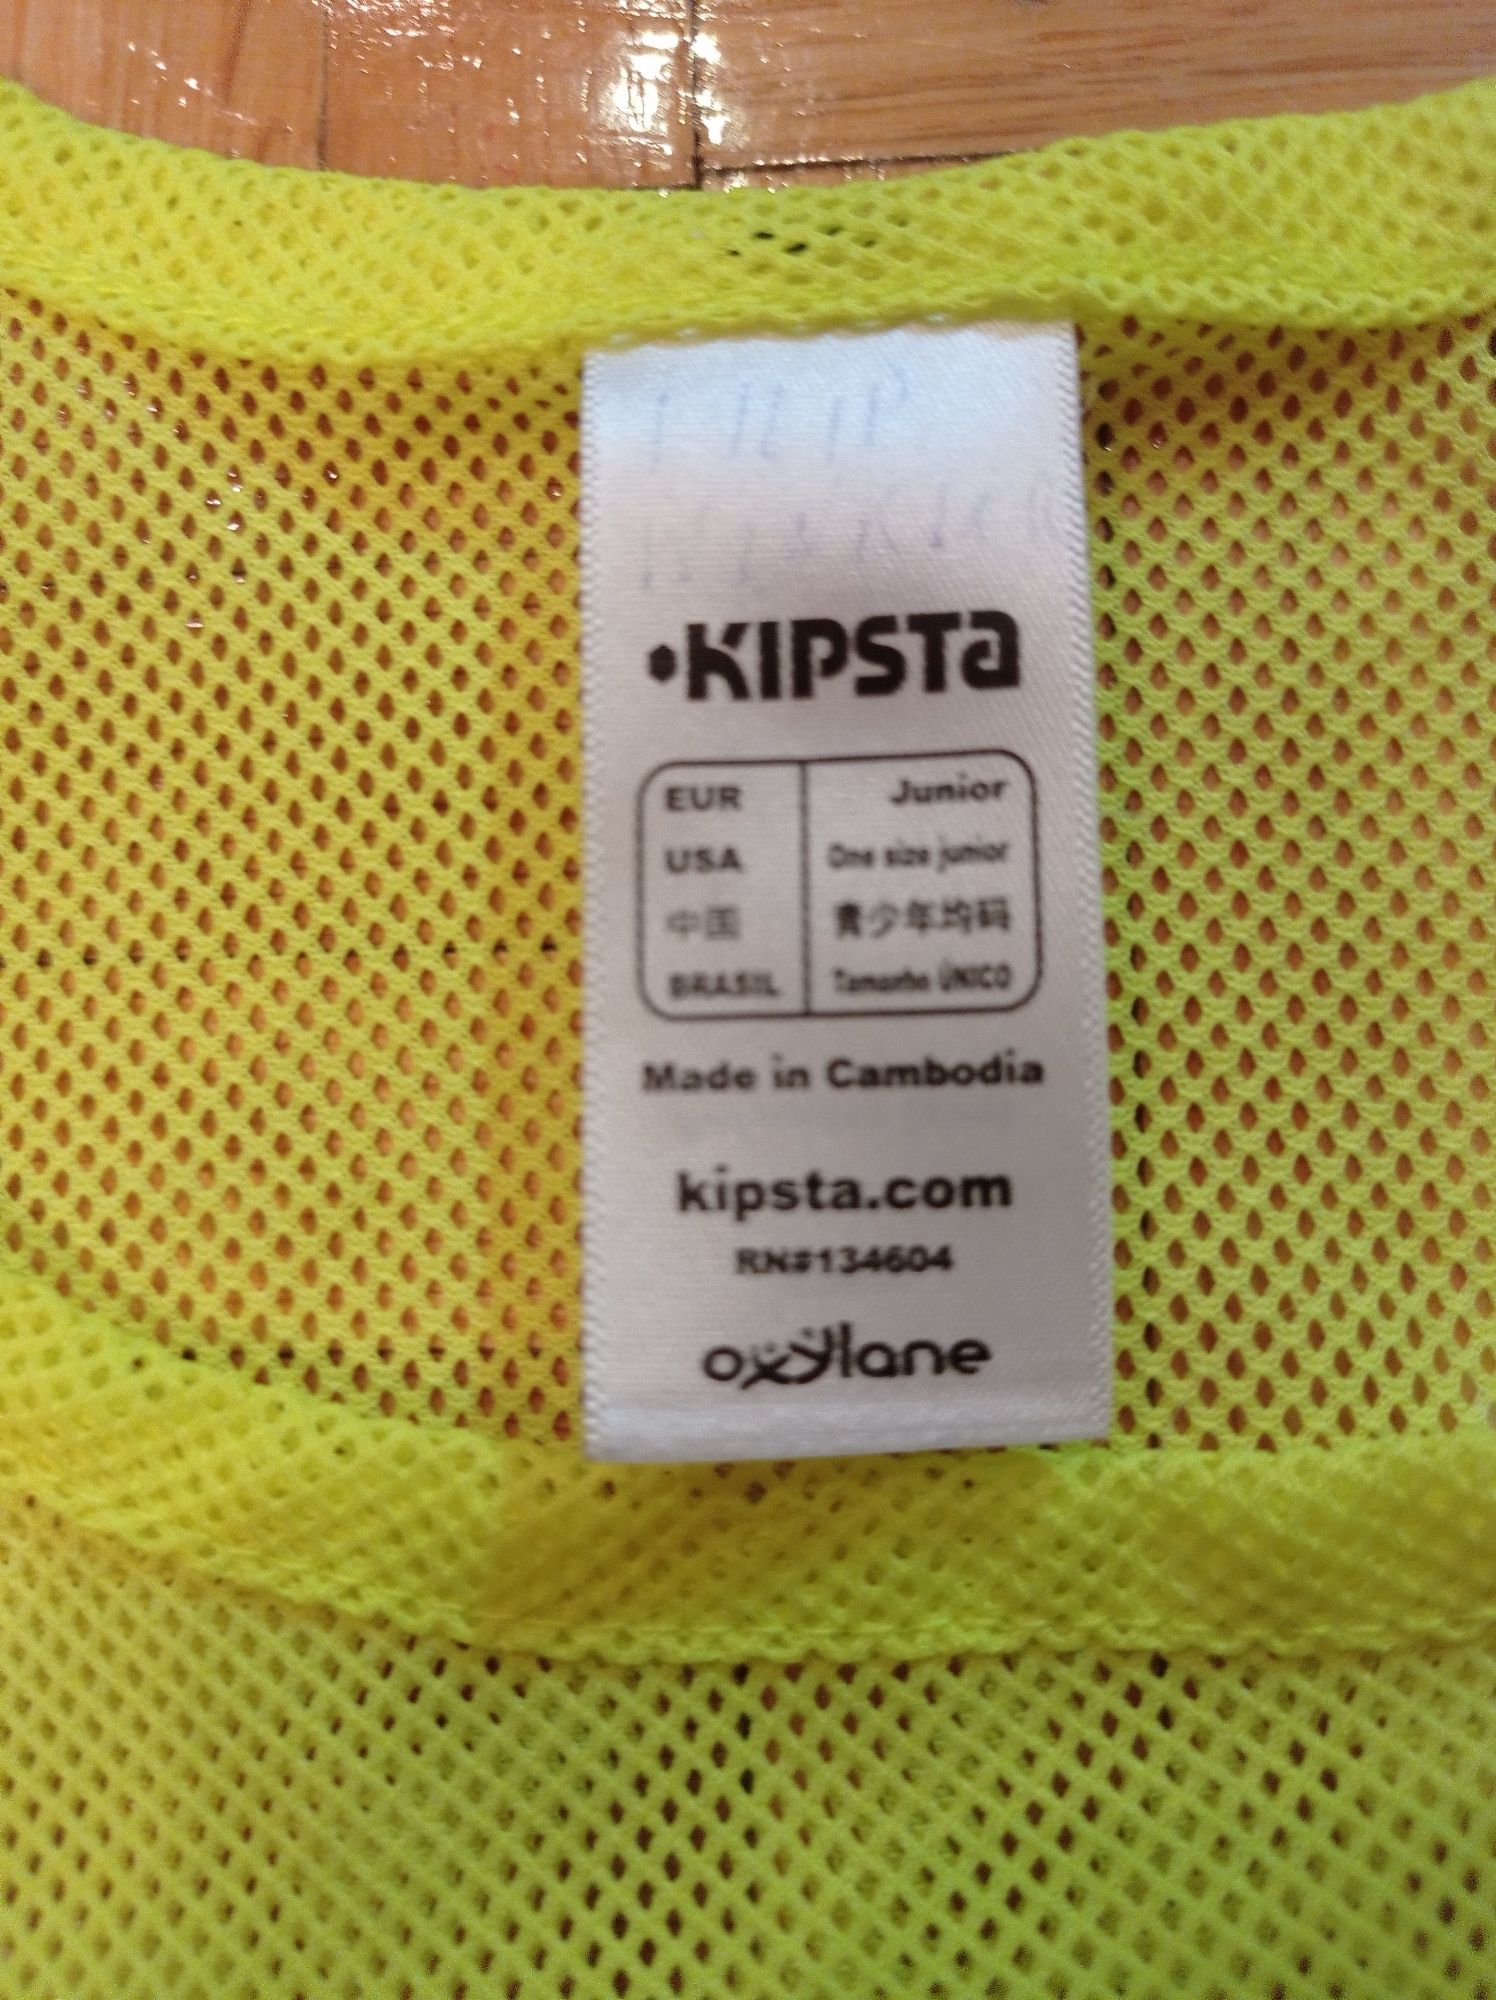 KIPSTA
EUR Junior
USA One size junior
中国 青少年均码
BRASIL Tamanho ÚNICO
Made in Cambodia
kipsta.com
RN#134604
oxylane